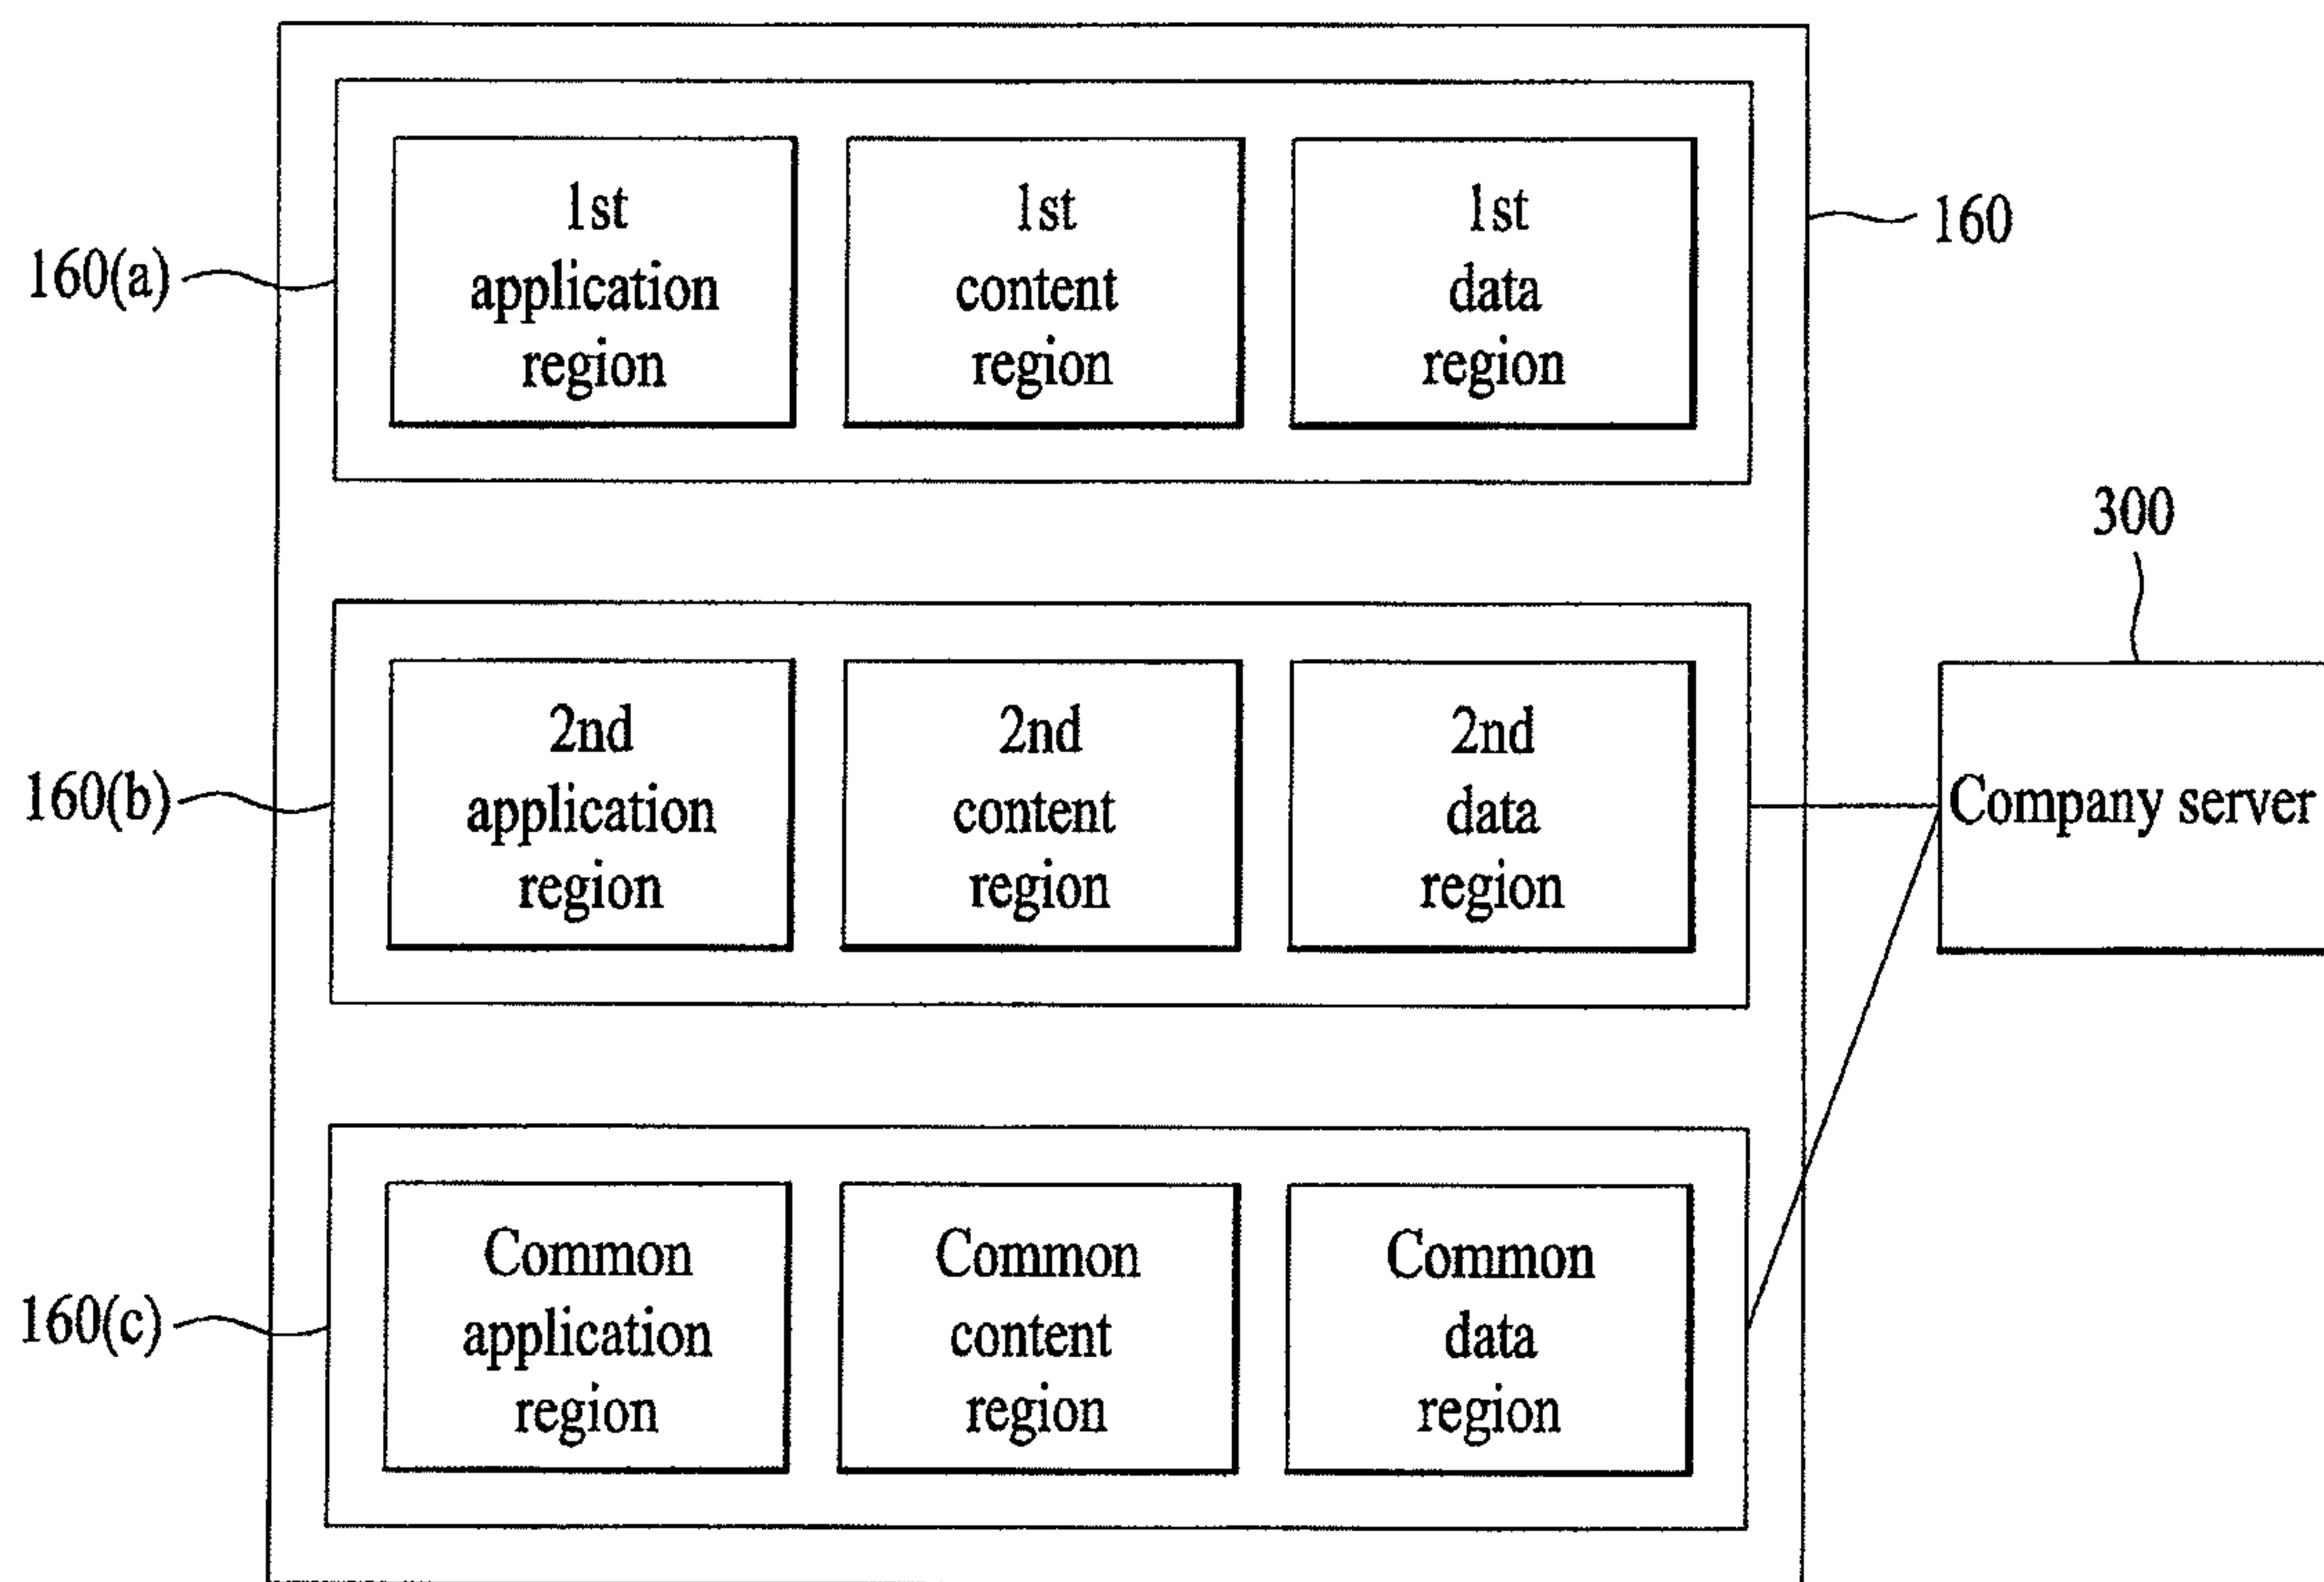 160(a)
1st
application
region
1st
content
region
1st
data
region
160
300
160(b)
2nd
application
region
2nd
content
region
2nd
data
region
Company server
160(c)
Common
application
region
Common
content
region
Common
data
region